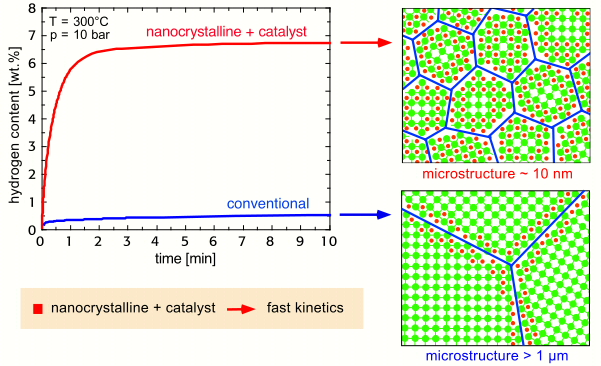 hydrogen content [wt.%]
8
7
6
5
4
3
2
1
0
T = 300°C
p = 10 bar
nanocrystalline + catalyst
conventional
0 1 2 3 4 5 6 7 8 9 10
time [min]
microstructure ~ 10 nm
microstructure > 1 µm
nanocrystalline + catalyst fast kinetics